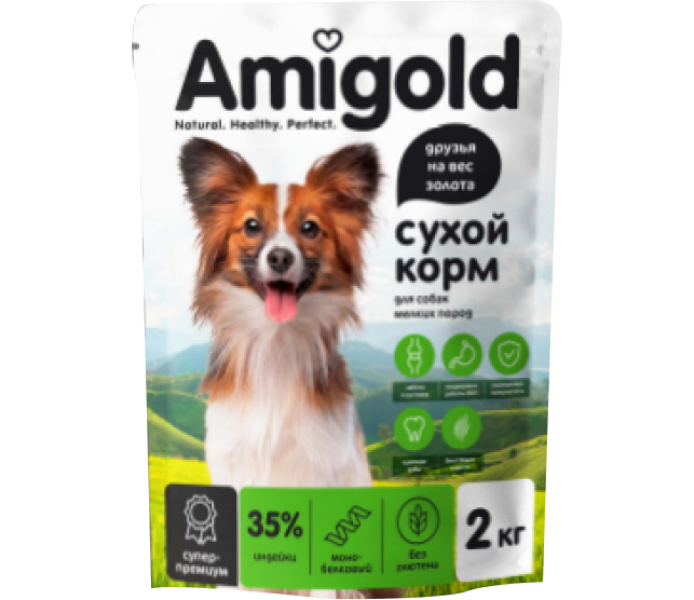 Amigold
Natural. Healthy. Perfect.
друзья
на вес
золота
сухой
корм
для собак
мелких пород
супер-
премиум
35%
индейки
моно-
белковый
без
глютена
2 кг